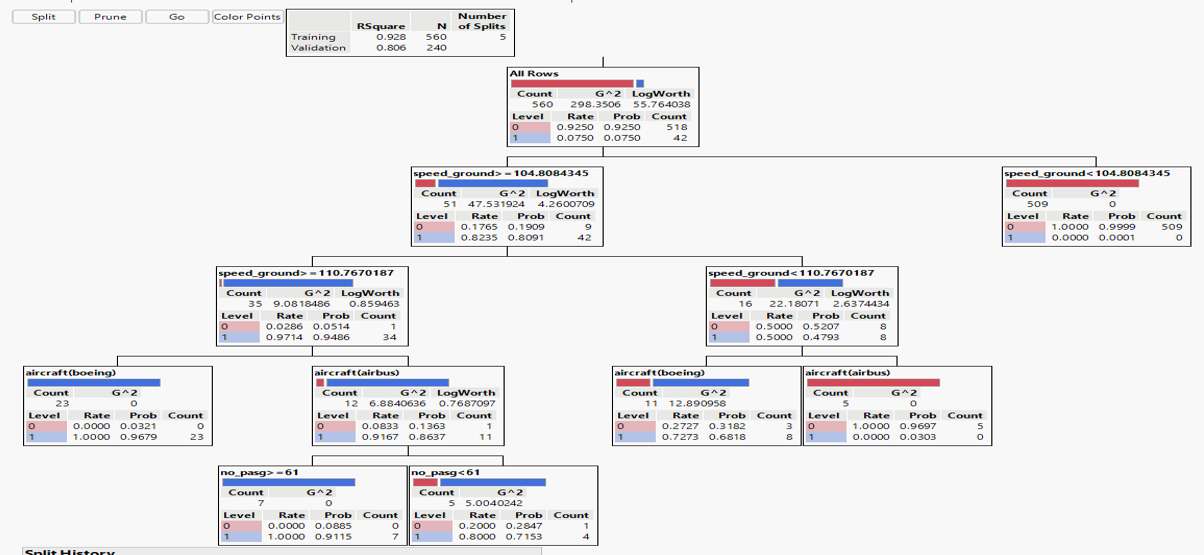 Split Prune Go Color Points
RSquare N Number of Splits
Training 0.928 560 5
Validation 0.806 240
All Rows
Count G^2 LogWorth
560 298.3506 55.764038
Level Rate Prob Count
0 0.9250 0.9250 518
1 0.0750 0.0750 42
speed_ground>=104.8084345
Count G^2 LogWorth
51 47.531924 4.2600709
Level Rate Prob Count
0 0.1765 0.1909 9
1 0.8235 0.8091 42
speed_ground<104.8084345
Count G^2
509 0
Level Rate Prob Count
0 1.0000 0.9999 509
1 0.0000 0.0001 0
speed_ground>=110.7670187
Count G^2 LogWorth
35 9.0818486 0.859463
Level Rate Prob Count
0 0.0286 0.0514 1
1 0.9714 0.9486 34
speed_ground<110.7670187
Count G^2 LogWorth
16 22.18071 2.6374434
Level Rate Prob Count
0 0.5000 0.5207 8
1 0.5000 0.4793 8
aircraft(boeing)
Count G^2
23 0
Level Rate Prob Count
0 0.0000 0.0321 0
1 1.0000 0.9679 23
aircraft(airbus)
Count G^2 LogWorth
12 6.8840636 0.7687097
Level Rate Prob Count
0 0.0833 0.1363 1
1 0.9167 0.8637 11
aircraft(boeing)
Count G^2
11 12.890958
Level Rate Prob Count
0 0.2727 0.3182 3
1 0.7273 0.6818 8
aircraft(airbus)
Count G^2
5 0
Level Rate Prob Count
0 1.0000 0.9697 5
1 0.0000 0.0303 0
no_pasg>=61
Count G^2
7 0
Level Rate Prob Count
0 0.0000 0.0885 0
1 1.0000 0.9115 7
no_pasg<61
Count G^2
5 5.0040242
Level Rate Prob Count
0 0.2000 0.2847 1
1 0.8000 0.7153 4
Split History